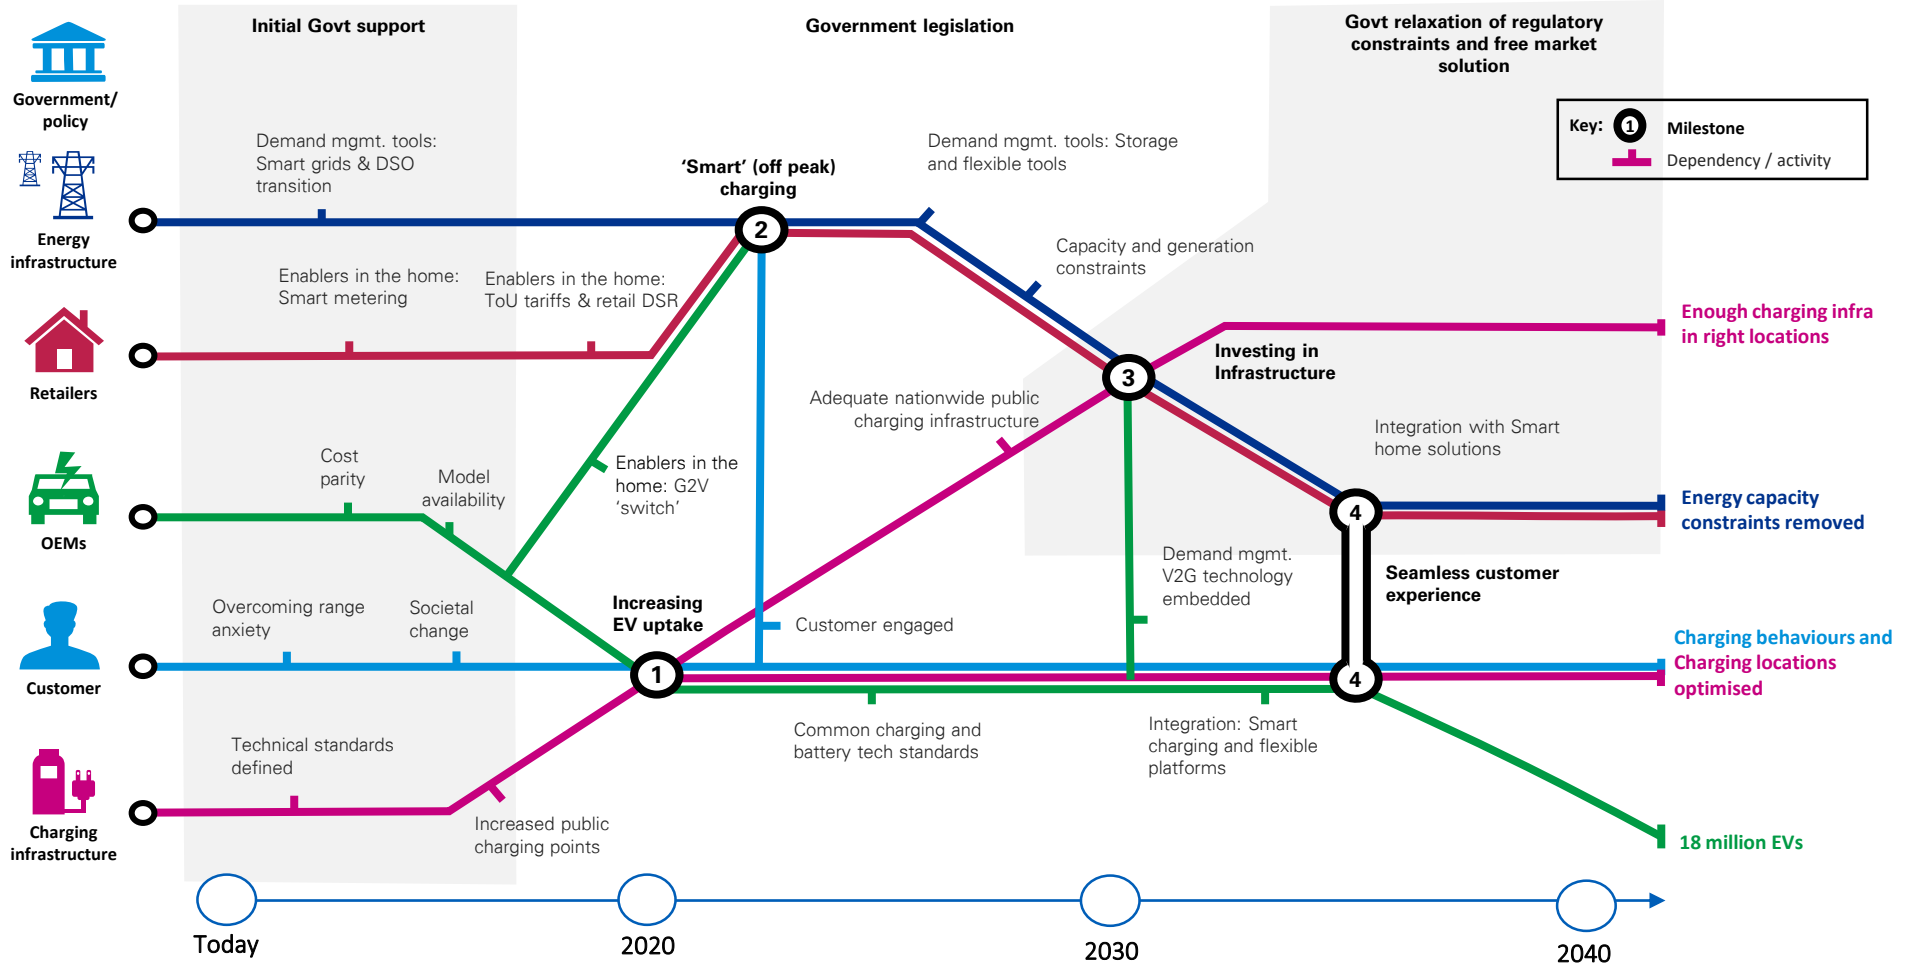 Initial Govt support
Government legislation
Govt relaxation of regulatory
constraints and free market
solution
Government/
policy
Key:
1
Milestone
Dependency / activity
Demand mgmt. tools:
Smart grids & DSO
transition
'Smart' (off peak)
charging
Demand mgmt. tools: Storage
and flexible tools
2
Energy
infrastructure
Capacity and generation
constraints
Enablers in the home:
Smart metering
Enablers in the home:
ToU tariffs & retail DSR
Enough charging infra
in right locations
Retailers
Investing in
Infrastructure
3
Adequate nationwide public
charging infrastructure
Integration with Smart
home solutions
Cost
parity
Model
availability
Enablers in the
home: G2V
'switch'
Energy capacity
constraints removed
4
OEMs
Demand mgmt.
V2G technology
embedded
Seamless customer
experience
Overcoming range
anxiety
Societal
change
Increasing
EV uptake
Customer engaged
Charging behaviours and
Charging locations
optimised
1
4
Customer
Technical standards
defined
Common charging and
battery tech standards
Integration: Smart
charging and flexible
platforms
Increased public
charging points
Charging
infrastructure
18 million EVs
Today
2020
2030
2040